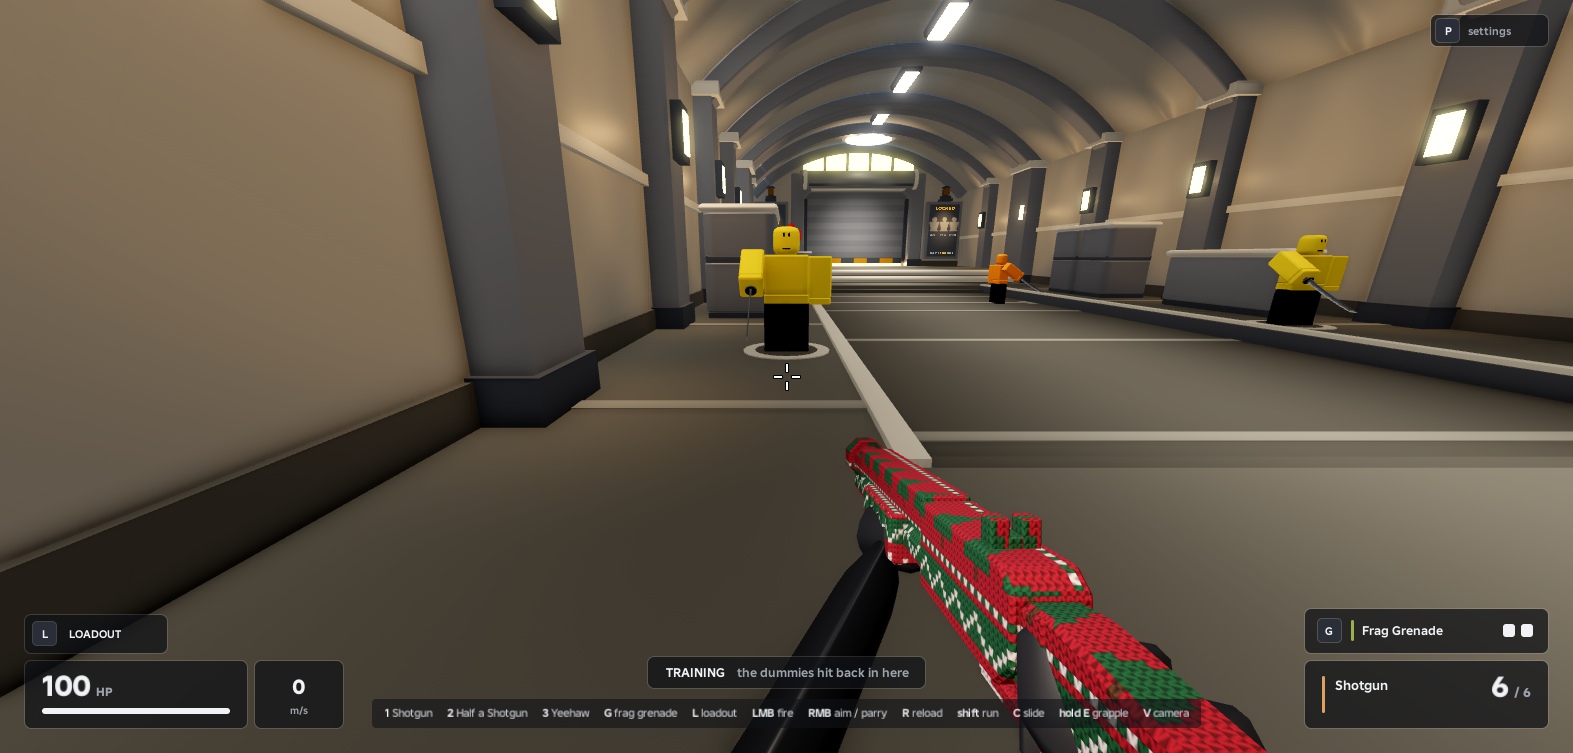 P settings
LOCKED
L LOADOUT
100 HP
0
m/s
TRAINING the dummies hit back in here
1 Shotgun 2 Half a Shotgun 3 Yeehaw G frag grenade L loadout LMB fire RMB aim / parry R reload shift run C slide hold E grapple V camera
G Frag Grenade
Shotgun 6 / 6